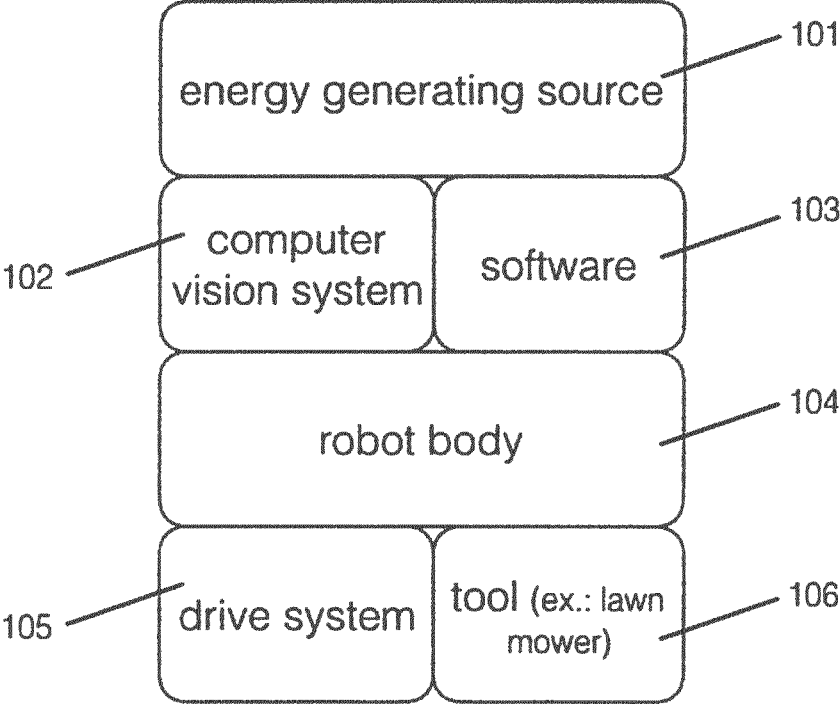 101
energy generating source
103
computer
vision system
software
102
104
robot body
tool (ex.: lawn
mower)
106
drive system
105